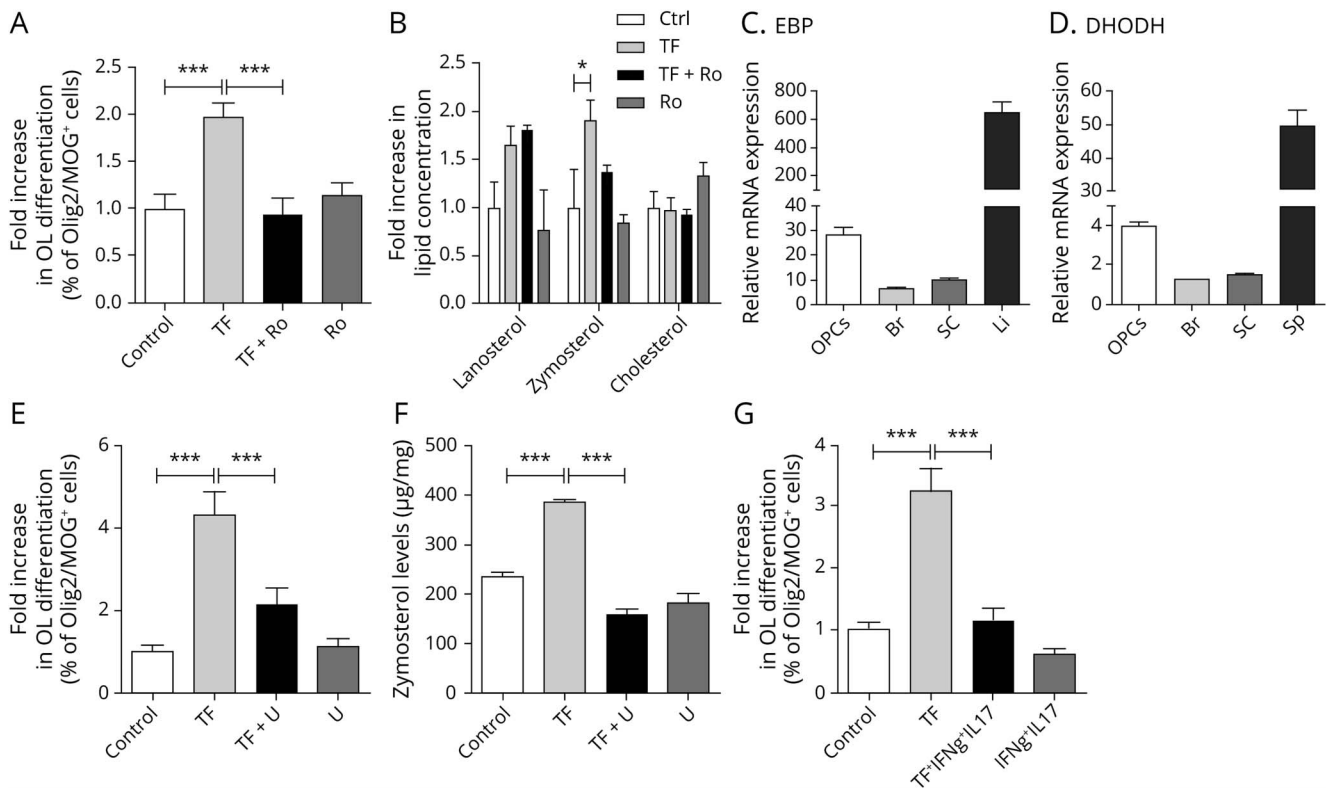 A
Fold increase
in OL differentiation
(% of Olig2/MOG⁺ cells)
2.5
2.0
1.5
1.0
0.5
0.0
***
***
Control
TF
TF + Ro
Ro
B
Ctrl
TF
TF + Ro
Ro
Fold increase in
lipid concentration
2.5
2.0
1.5
1.0
0.5
0.0
*
Lanosterol
Zymosterol
Cholesterol
C. EBP
Relative mRNA expression
800
600
400
200
40
30
20
10
0
OPCs
Br
SC
Li
D. DHODH
Relative mRNA expression
60
50
40
30
4
2
0
OPCs
Br
SC
Sp
E
Fold increase
in OL differentiation
(% of Olig2/MOG⁺ cells)
6
4
2
0
***
***
Control
TF
TF + U
U
F
Zymosterol levels (µg/mg)
500
400
300
200
100
0
***
***
Control
TF
TF + U
U
G
Fold increase
in OL differentiation
(% of Olig2/MOG⁺ cells)
4
3
2
1
0
***
***
Control
TF
TF⁺IFNg⁺IL17
IFNg⁺IL17